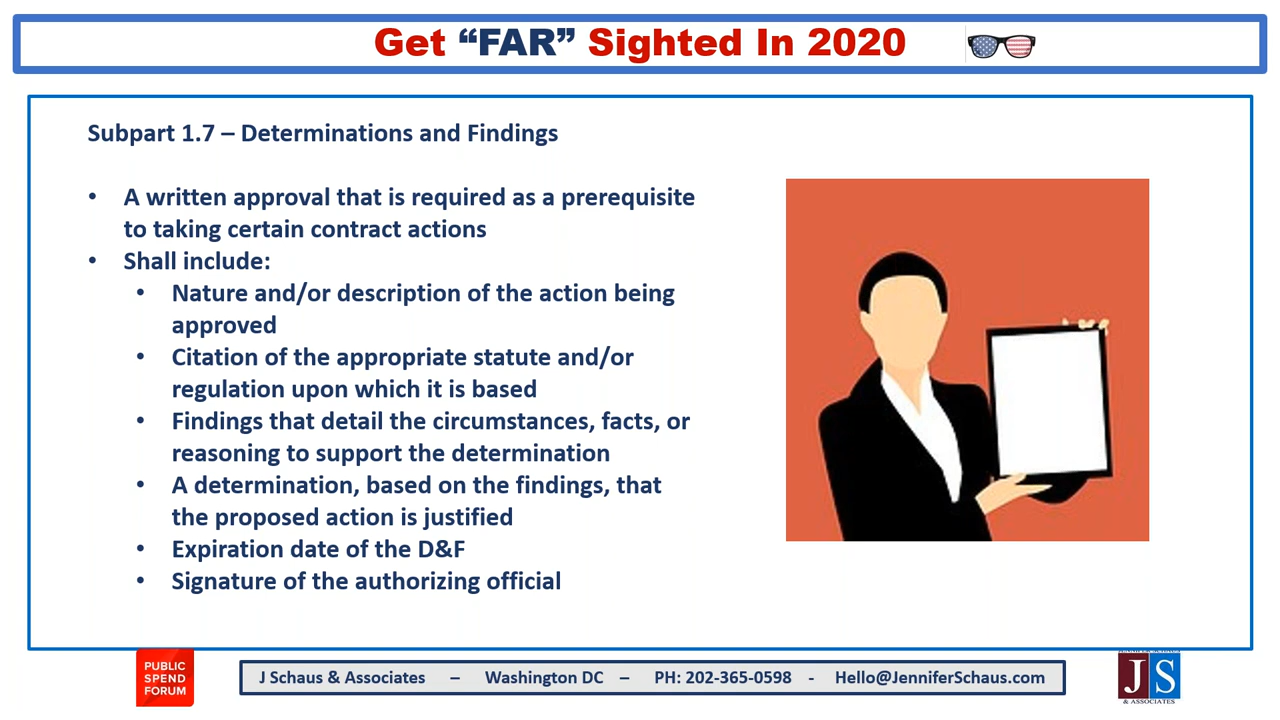 Get “FAR” Sighted In 2020
Subpart 1.7 – Determinations and Findings
• A written approval that is required as a prerequisite
to taking certain contract actions
• Shall include:
• Nature and/or description of the action being
approved
• Citation of the appropriate statute and/or
regulation upon which it is based
• Findings that detail the circumstances, facts, or
reasoning to support the determination
• A determination, based on the findings, that
the proposed action is justified
• Expiration date of the D&F
• Signature of the authorizing official
PUBLIC
SPEND
FORUM
J Schaus & Associates – Washington DC – PH: 202-365-0598 - Hello@JenniferSchaus.com
JENNIFER SCHAUS
JS
& ASSOCIATES